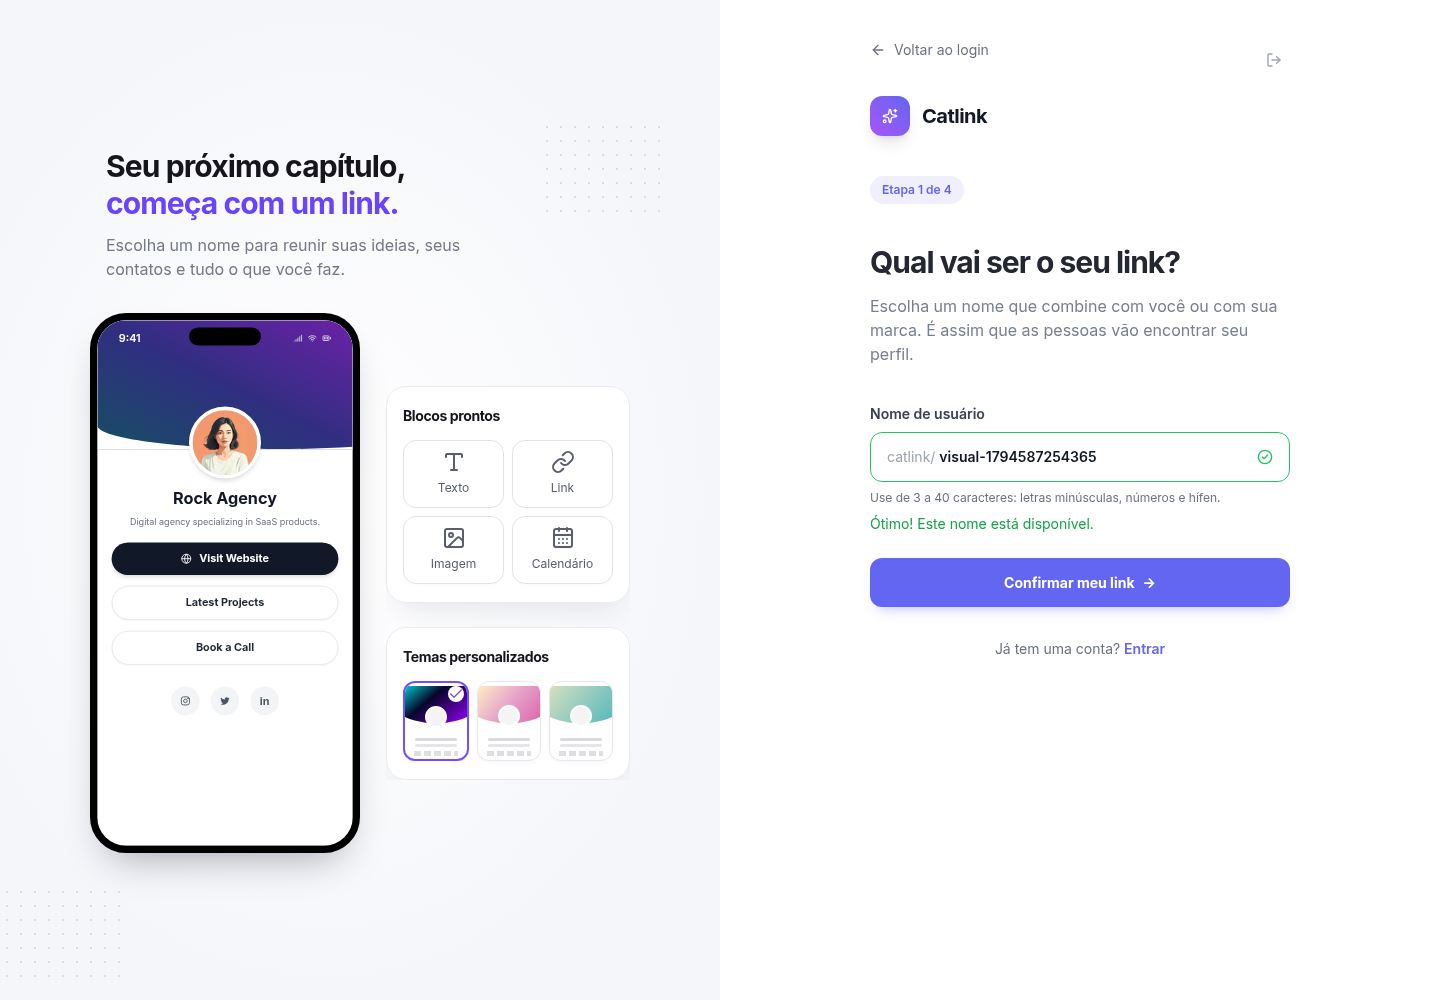 Seu próximo capítulo,
começa com um link.
Escolha um nome para reunir suas ideias, seus
contatos e tudo o que você faz.
9:41
Rock Agency
Digital agency specializing in SaaS products.
Visit Website
Latest Projects
Book a Call
in
Blocos prontos
Texto
Link
Imagem
Calendário
Temas personalizados
Voltar ao login
Catlink
Etapa 1 de 4
Qual vai ser o seu link?
Escolha um nome que combine com você ou com sua
marca. É assim que as pessoas vão encontrar seu
perfil.
Nome de usuário
catlink/ visual-1794587254365
Use de 3 a 40 caracteres: letras minúsculas, números e hífen.
Ótimo! Este nome está disponível.
Confirmar meu link →
Já tem uma conta? Entrar